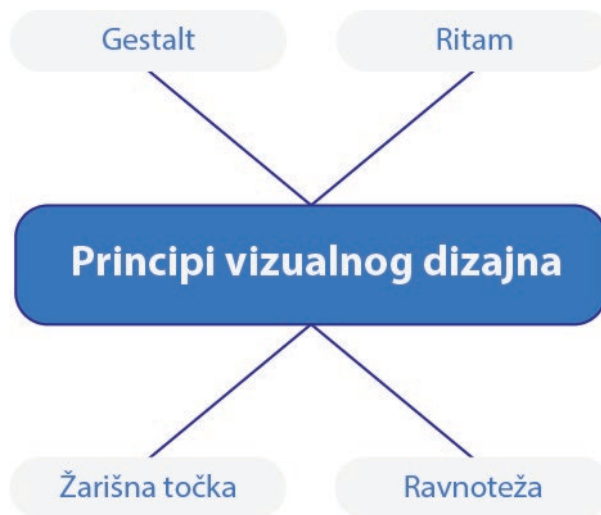 Gestalt
Ritam
Principi vizualnog dizajna
Žarišna točka
Ravnoteža